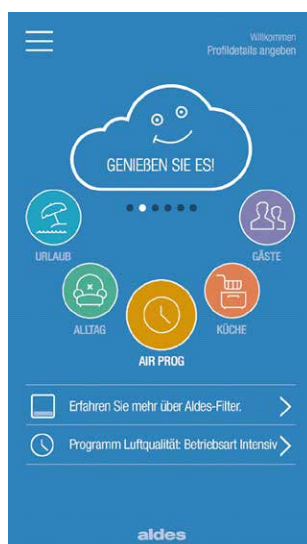 Willkommen
Profildetails angeben
GENIEßEN SIE ES!
URLAUB
GÄSTE
ALLTAG
KÜCHE
AIR PROG
Erfahren Sie mehr über Aldes-Filter.
Programm Luftqualität: Betriebsart Intensiv
aldes